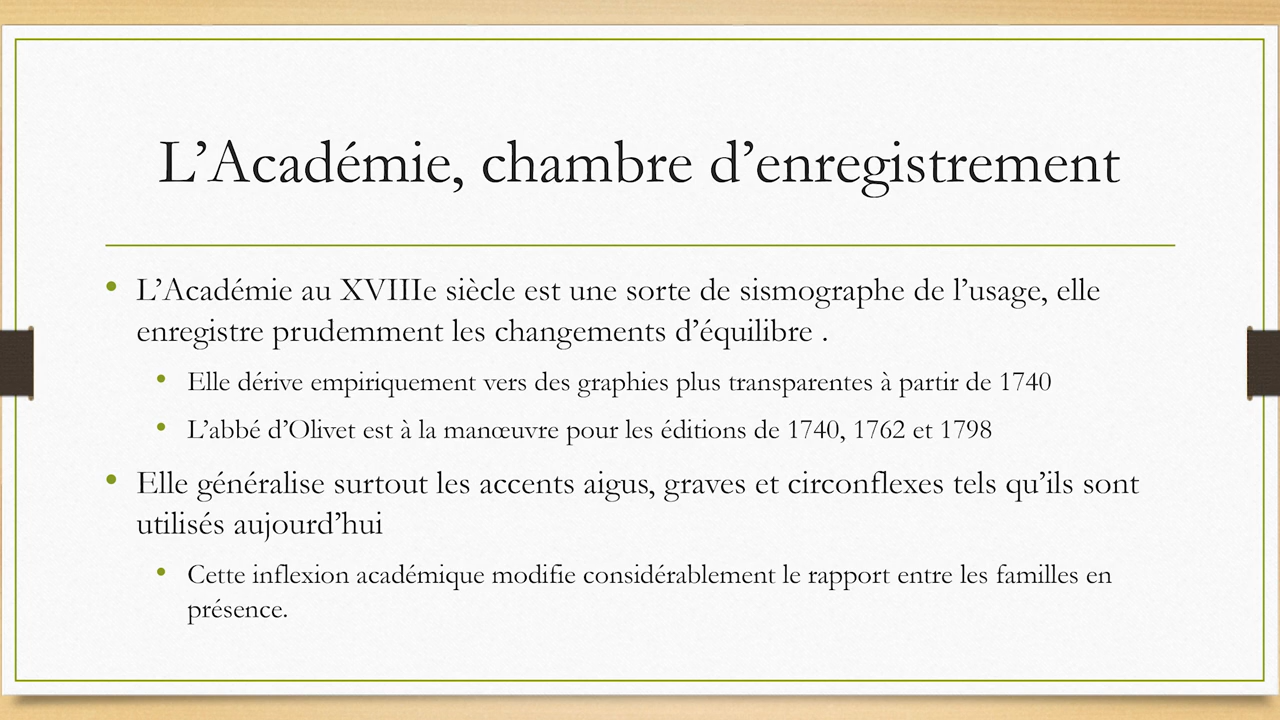 L’Académie, chambre d’enregistrement
• L’Académie au XVIIIe siècle est une sorte de sismographe de l’usage, elle
enregistre prudemment les changements d’équilibre .
• Elle dérive empiriquement vers des graphies plus transparentes à partir de 1740
• L’abbé d’Olivet est à la manœuvre pour les éditions de 1740, 1762 et 1798
• Elle généralise surtout les accents aigus, graves et circonflexes tels qu’ils sont
utilisés aujourd’hui
• Cette inflexion académique modifie considérablement le rapport entre les familles en
présence.